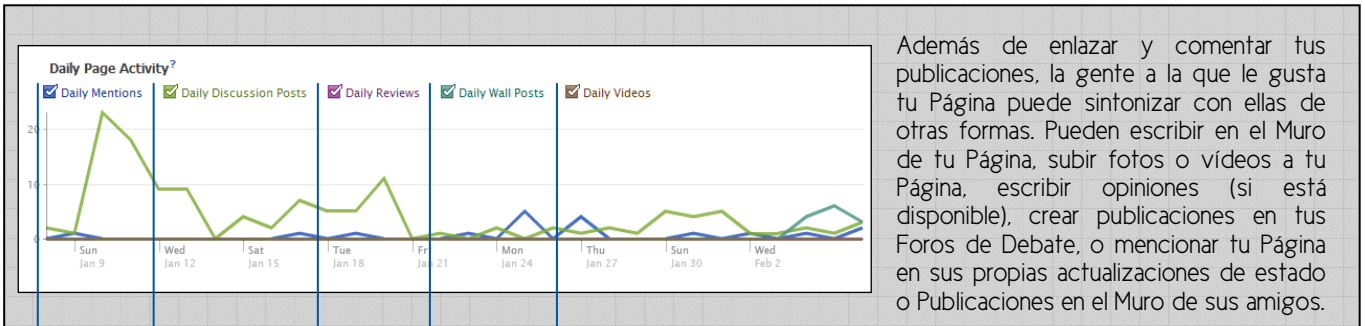 Daily Page Activity?
Daily Mentions Daily Discussion Posts Daily Reviews Daily Wall Posts Daily Videos
20
10
0
Sun Wed Sat Tue Fri Mon Thu Sun Wed
Jan 9 Jan 12 Jan 15 Jan 18 Jan 21 Jan 24 Jan 27 Jan 30 Feb 2
Además de enlazar y comentar tus
publicaciones, la gente a la que le gusta
tu Página puede sintonizar con ellas de
otras formas. Pueden escribir en el Muro
de tu Página, subir fotos o vídeos a tu
Página, escribir opiniones (si está
disponible), crear publicaciones en tus
Foros de Debate, o mencionar tu Página
en sus propias actualizaciones de estado
o Publicaciones en el Muro de sus amigos.